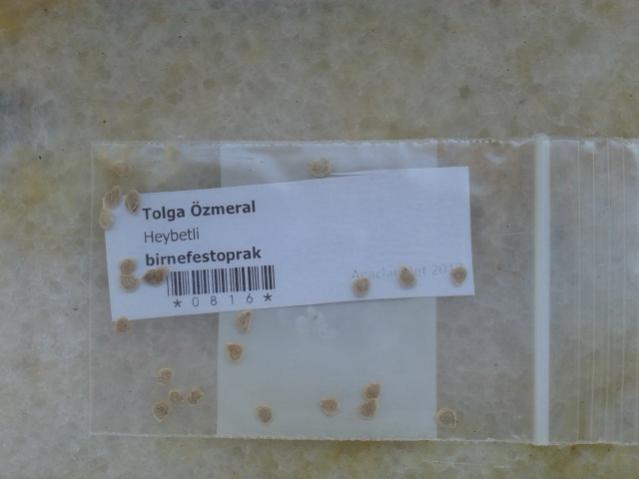 Tolga Özmeral
Heybetli
birnefestoprak
*0816*